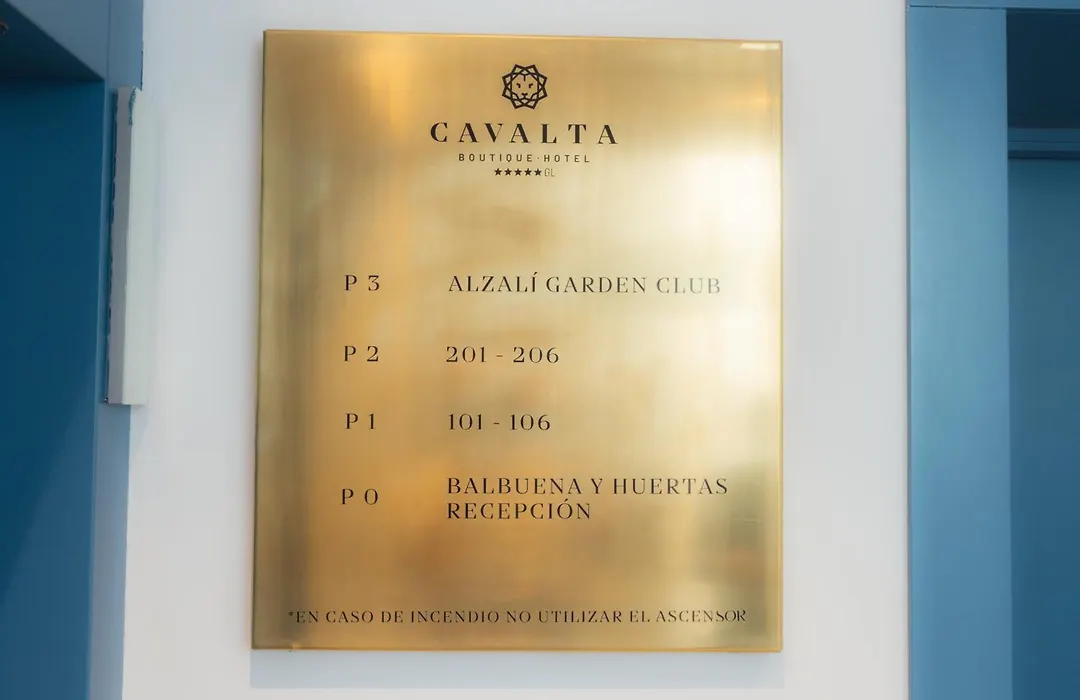 CAVALTA
BOUTIQUE·HOTEL
★★★★★GL
P 3 ALZALÍ GARDEN CLUB
P 2 201 - 206
P 1 101 - 106
P 0 BALBUENA Y HUERTAS
RECEPCIÓN
*EN CASO DE INCENDIO NO UTILIZAR EL ASCENSOR